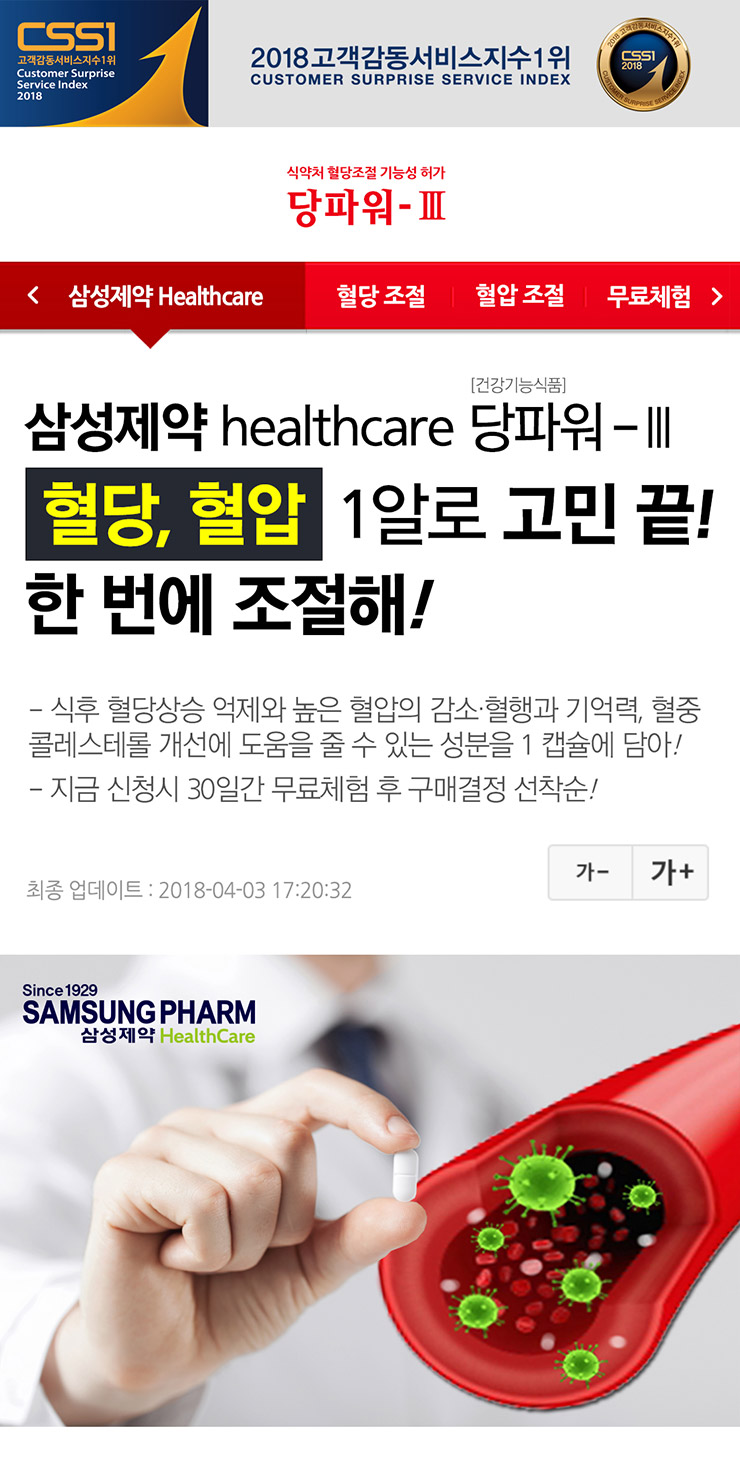 CSS1
고객감동서비스지수1위
Customer Surprise
Service Index
2018
2018고객감동서비스지수1위
CUSTOMER SURPRISE SERVICE INDEX
2018 고객감동서비스지수1위
CSS1
2018
CUSTOMER SURPRISE SERVICE INDEX
식약처 혈당조절 기능성 허가
당파워-Ⅲ
삼성제약 Healthcare
혈당 조절
혈압 조절
무료체험
[건강기능식품]
삼성제약 healthcare 당파워-Ⅲ
혈당, 혈압 1알로 고민 끝!
한 번에 조절해!
- 식후 혈당상승 억제와 높은 혈압의 감소·혈행과 기억력, 혈중
콜레스테롤 개선에 도움을 줄 수 있는 성분을 1 캡슐에 담아!
- 지금 신청시 30일간 무료체험 후 구매결정 선착순!
가- 가+
최종 업데이트 : 2018-04-03 17:20:32
Since 1929
SAMSUNG PHARM
삼성제약 HealthCare